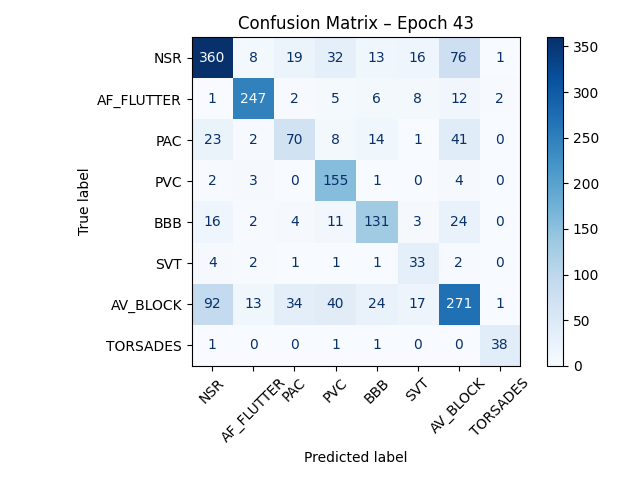 Confusion Matrix – Epoch 43
True label
NSR 360 8 19 32 13 16 76 1
AF_FLUTTER 1 247 2 5 6 8 12 2
PAC 23 2 70 8 14 1 41 0
PVC 2 3 0 155 1 0 4 0
BBB 16 2 4 11 131 3 24 0
SVT 4 2 1 1 1 33 2 0
AV_BLOCK 92 13 34 40 24 17 271 1
TORSADES 1 0 0 1 1 0 0 38
NSR AF_FLUTTER PAC PVC BBB SVT AV_BLOCK TORSADES
Predicted label
350
300
250
200
150
100
50
0